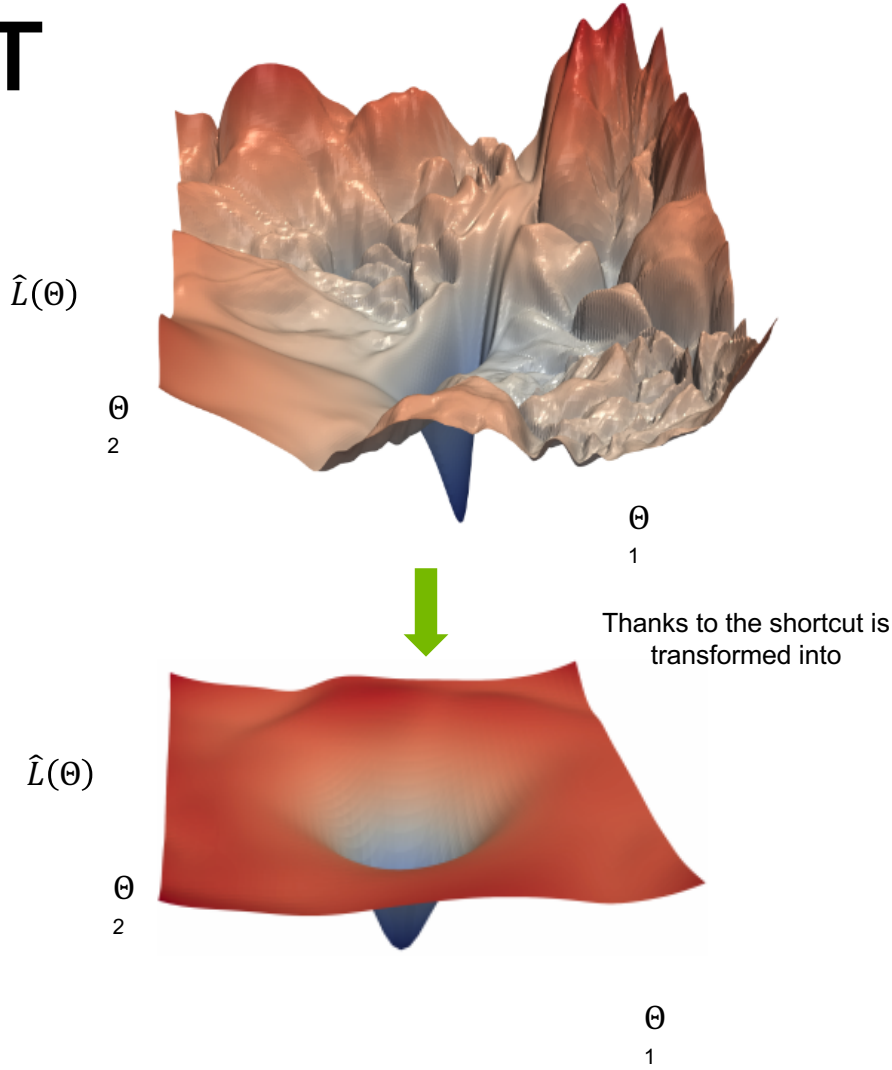 T
L̂(Θ)
Θ
2
Θ
1
Thanks to the shortcut is
transformed into
L̂(Θ)
Θ
2
Θ
1